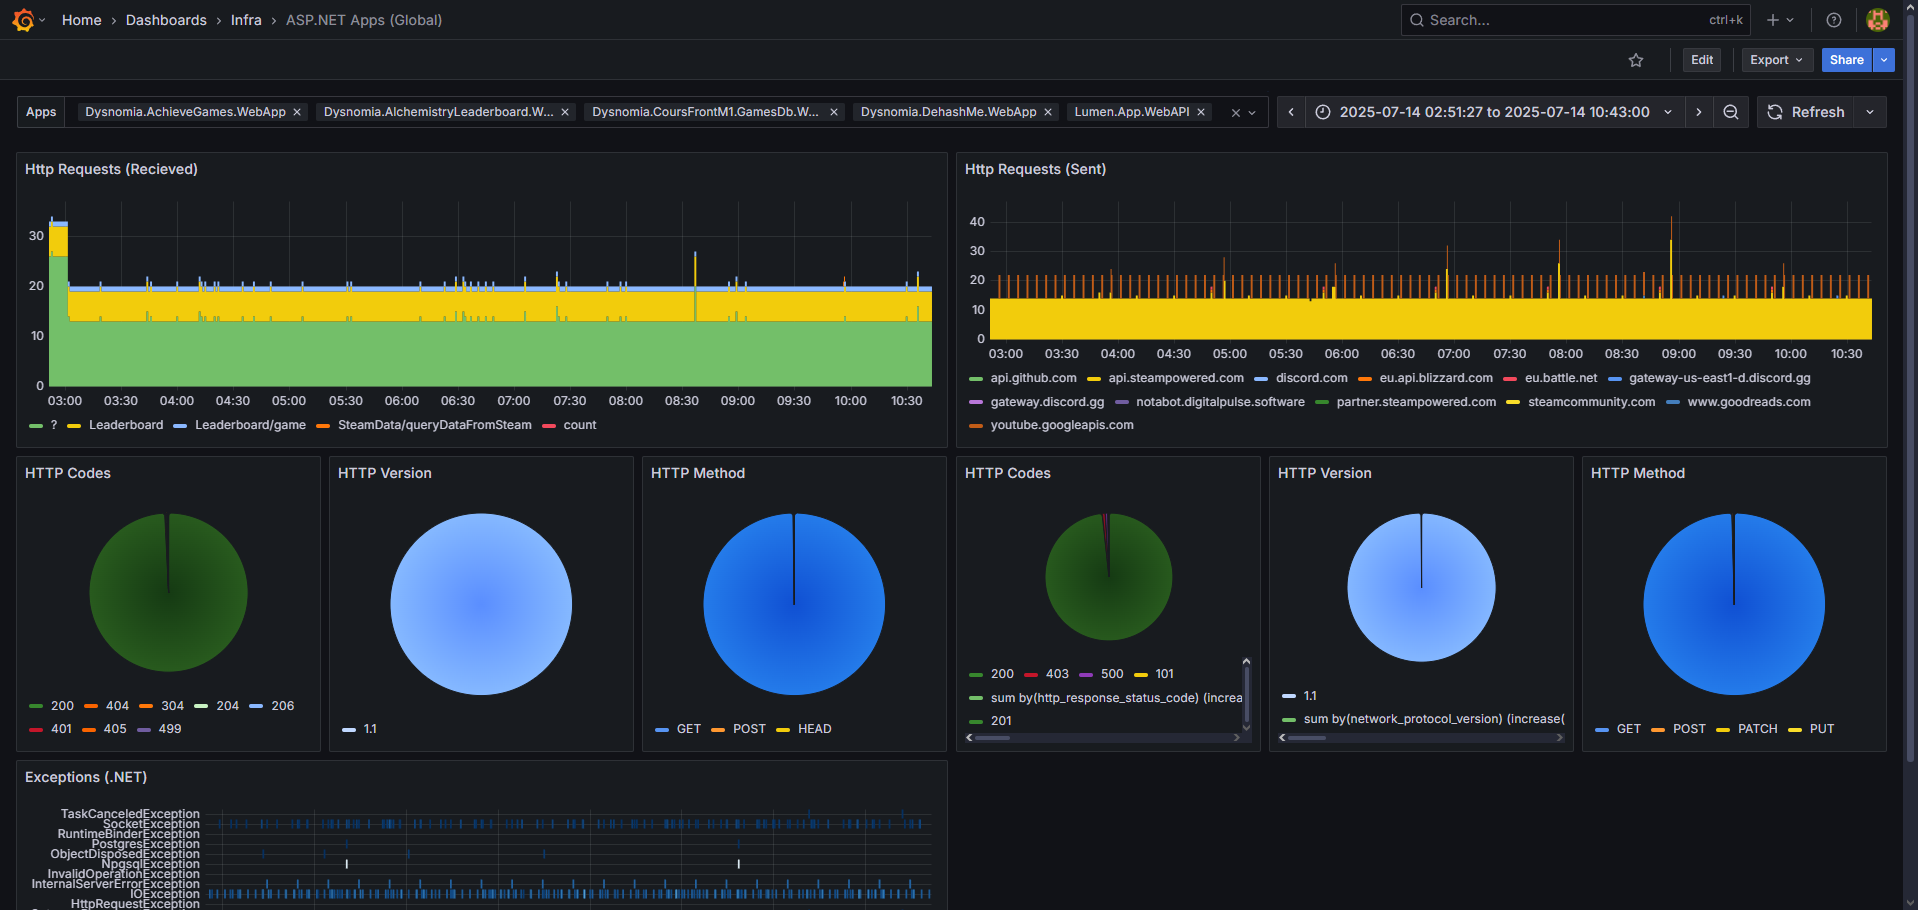 Home › Dashboards › Infra › ASP.NET Apps (Global)
Search... ctrl+k
Edit Export Share
Apps Dysnomia.AchieveGames.WebApp Dysnomia.AlchemistryLeaderboard.W... Dysnomia.CoursFrontM1.GamesDb.W... Dysnomia.DehashMe.WebApp Lumen.App.WebAPI 2025-07-14 02:51:27 to 2025-07-14 10:43:00 Refresh
Http Requests (Recieved)
30
20
10
0
03:00 03:30 04:00 04:30 05:00 05:30 06:00 06:30 07:00 07:30 08:00 08:30 09:00 09:30 10:00 10:30
? Leaderboard Leaderboard/game SteamData/queryDataFromSteam count
Http Requests (Sent)
40
30
20
10
0
03:00 03:30 04:00 04:30 05:00 05:30 06:00 06:30 07:00 07:30 08:00 08:30 09:00 09:30 10:00 10:30
api.github.com api.steampowered.com discord.com eu.api.blizzard.com eu.battle.net gateway-us-east1-d.discord.gg
gateway.discord.gg notabot.digitalpulse.software partner.steampowered.com steamcommunity.com www.goodreads.com
youtube.googleapis.com
HTTP Codes
200 404 304 204 206
401 405 499
HTTP Version
1.1
HTTP Method
GET POST HEAD
HTTP Codes
200 403 500 101
sum by(http_response_status_code) (increa
201
HTTP Version
1.1
sum by(network_protocol_version) (increase(
HTTP Method
GET POST PATCH PUT
Exceptions (.NET)
TaskCanceledException
SocketException
RuntimeBinderException
PostgresException
ObjectDisposedException
NpgsqlException
InvalidOperationException
InternalServerErrorException
IOException
HttpRequestException